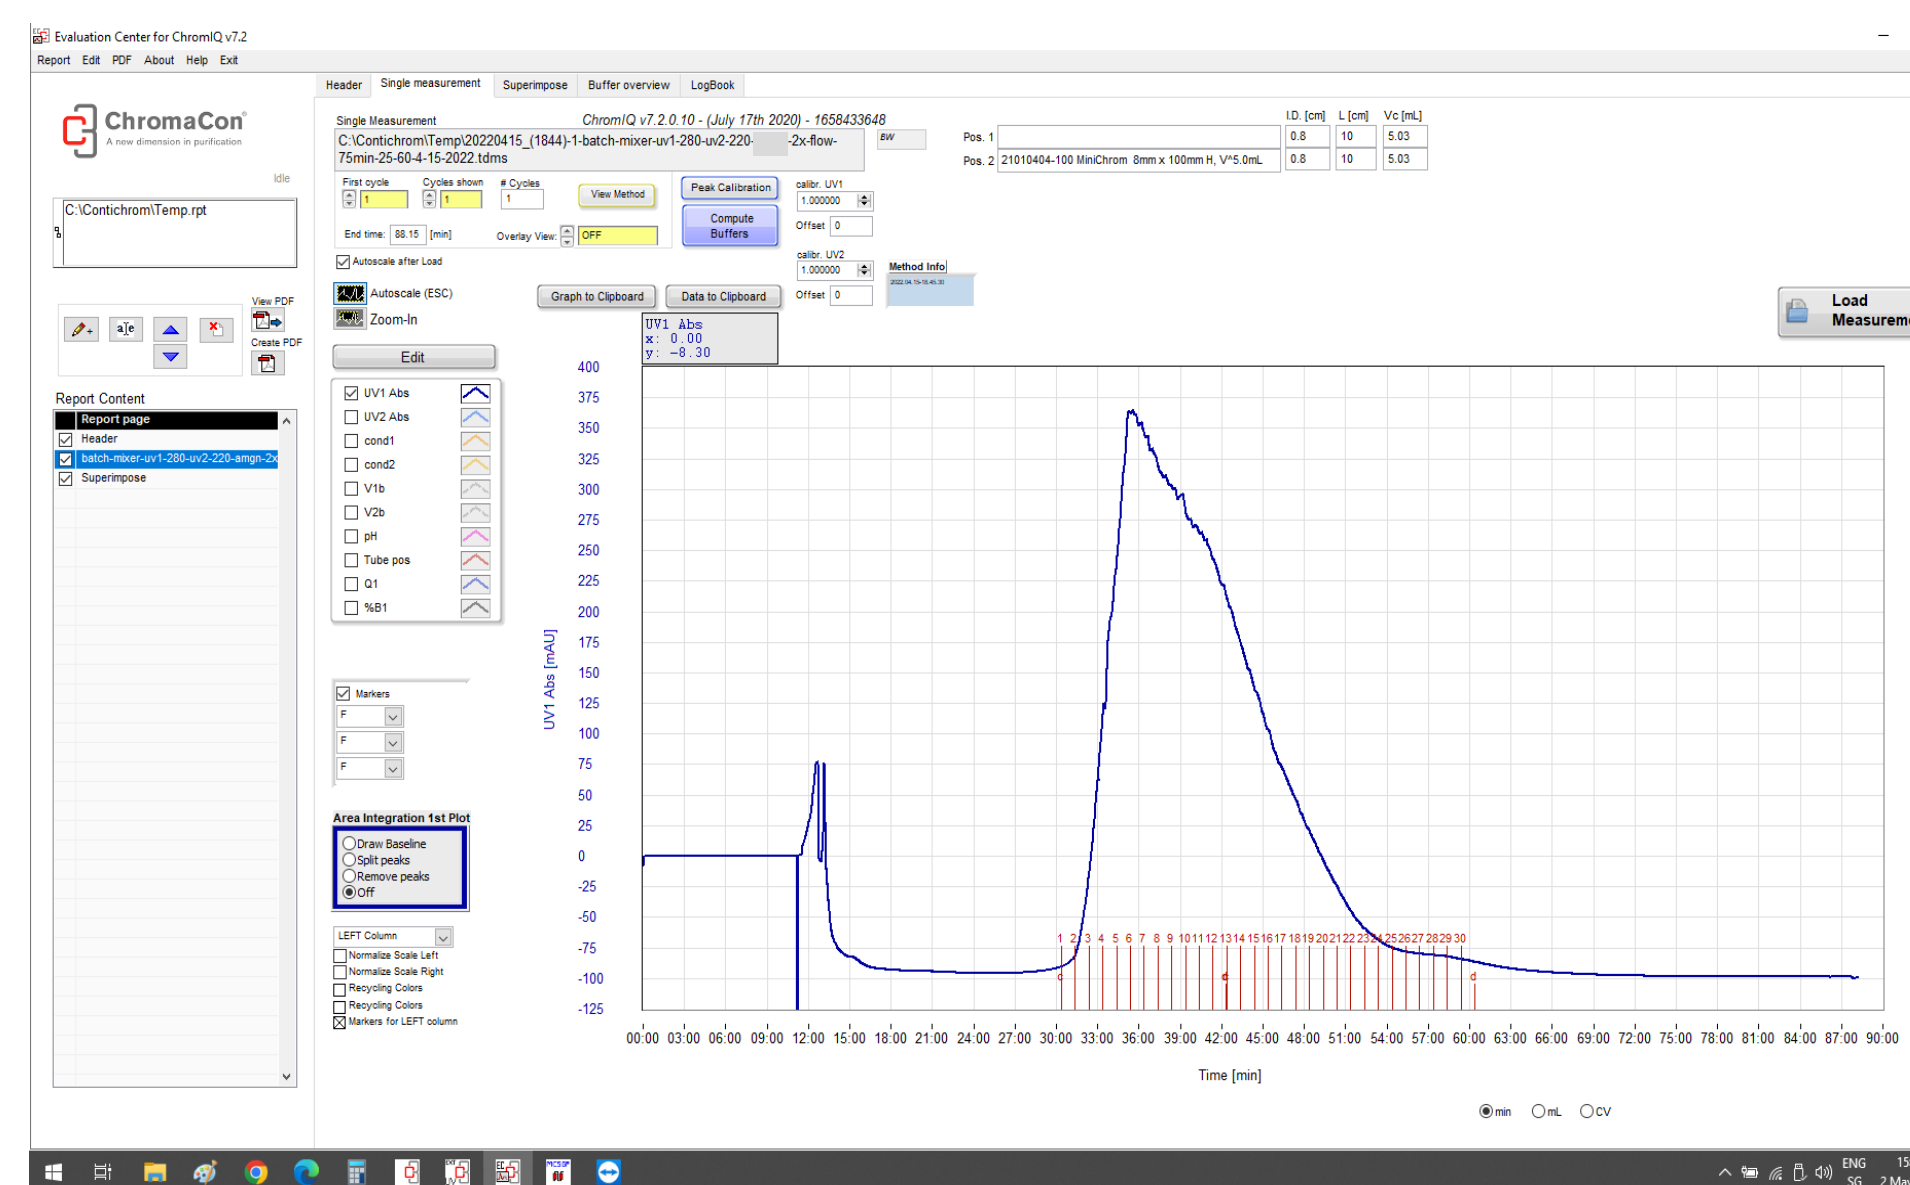 Evaluation Center for ChromIQ v7.2
Report Edit PDF About Help Exit
Header Single measurement Superimpose Buffer overview LogBook
ChromaCon®
A new dimension in purification
Idle
C:\Contichrom\Temp.rpt
View PDF
Create PDF
a[e
Report Content
Report page
Header
batch-mixer-uv1-280-uv2-220-amgn-2x
Superimpose
Single Measurement
ChromIQ v7.2.0.10 - (July 17th 2020) - 1658433648
C:\Contichrom\Temp\20220415_(1844)-1-batch-mixer-uv1-280-uv2-220- -2x-flow-
75min-25-60-4-15-2022.tdms
BW
I.D. [cm] L [cm] Vc [mL]
Pos. 1 0.8 10 5.03
Pos. 2 21010404-100 MiniChrom 8mm x 100mm H, V^5.0mL 0.8 10 5.03
First cycle Cycles shown # Cycles
1 1 1
View Method
Peak Calibration
Compute
Buffers
End time: 88.15 [min]
Overlay View: OFF
calibr. UV1
1.000000
Offset 0
calibr. UV2
1.000000
Offset 0
Method Info
2022.04.15-18.45.30
Autoscale after Load
Autoscale (ESC)
Zoom-In
Graph to Clipboard Data to Clipboard
Load
Measureme
Edit
UV1 Abs
x: 0.00
y: -8.30
UV1 Abs
UV2 Abs
cond1
cond2
V1b
V2b
pH
Tube pos
Q1
%B1
Markers
F
F
F
Area Integration 1st Plot
Draw Baseline
Split peaks
Remove peaks
Off
LEFT Column
Normalize Scale Left
Normalize Scale Right
Recycling Colors
Recycling Colors
Markers for LEFT column
UV1 Abs [mAU]
400
375
350
325
300
275
250
225
200
175
150
125
100
75
50
25
0
-25
-50
-75
-100
-125
1 2 3 4 5 6 7 8 9 10 11 12 13 14 15 16 17 18 19 20 21 22 23 24 25 26 27 28 29 30
d d
00:00 03:00 06:00 09:00 12:00 15:00 18:00 21:00 24:00 27:00 30:00 33:00 36:00 39:00 42:00 45:00 48:00 51:00 54:00 57:00 60:00 63:00 66:00 69:00 72:00 75:00 78:00 81:00 84:00 87:00 90:00
Time [min]
min mL CV
MCSGP
ENG
SG
15
2 May